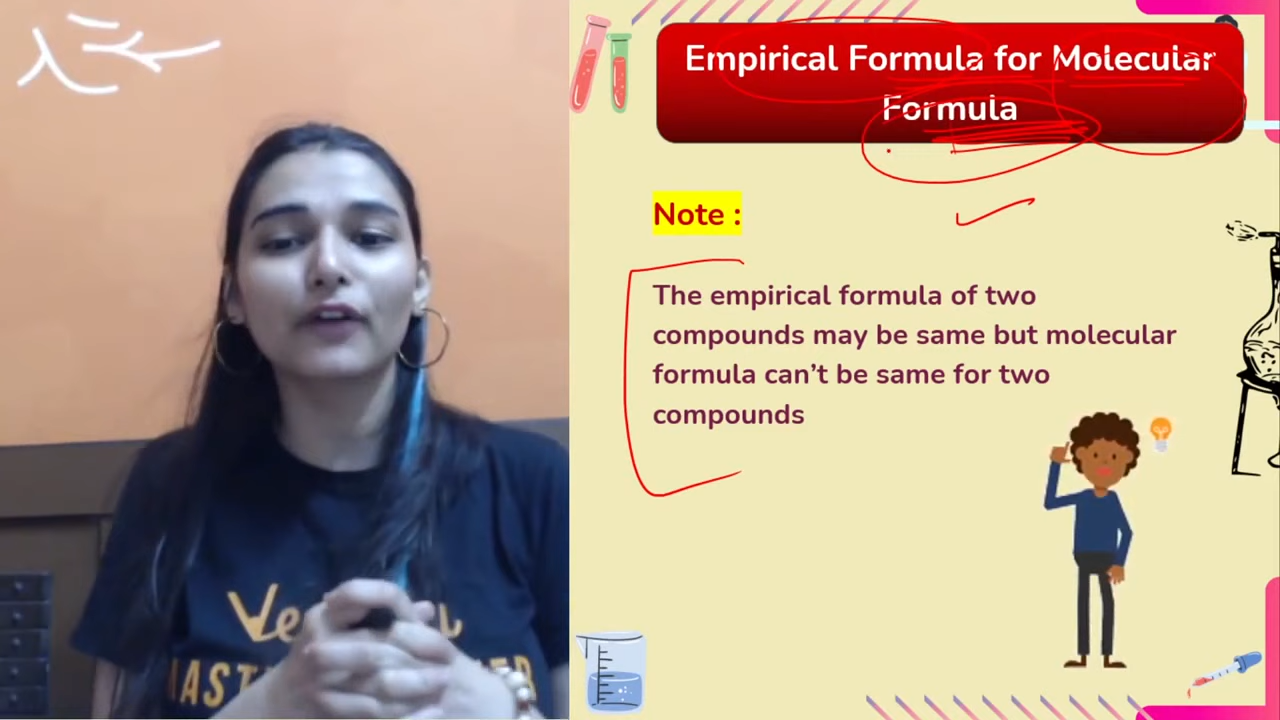 Empirical Formula for Molecular
Formula
Note :
The empirical formula of two
compounds may be same but molecular
formula can't be same for two
compounds